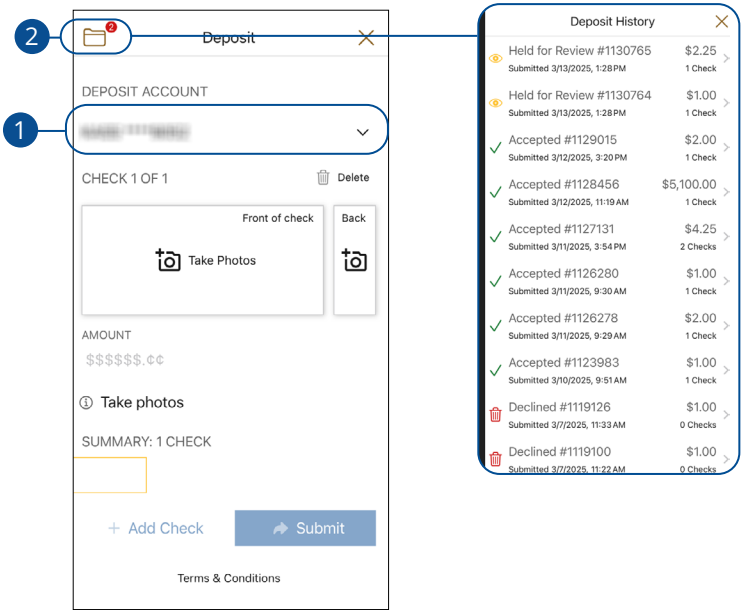 2
2
Deposit
DEPOSIT ACCOUNT
1
CHECK 1 OF 1
Delete
Front of check
Back
Take Photos
AMOUNT
$$$$$$.¢¢
Take photos
SUMMARY: 1 CHECK
+ Add Check
Submit
Terms & Conditions
Deposit History
Held for Review #1130765 $2.25
Submitted 3/13/2025, 1:28 PM 1 Check
Held for Review #1130764 $1.00
Submitted 3/13/2025, 1:28 PM 1 Check
Accepted #1129015 $2.00
Submitted 3/12/2025, 3:20 PM 1 Check
Accepted #1128456 $5,100.00
Submitted 3/12/2025, 11:19 AM 1 Check
Accepted #1127131 $4.25
Submitted 3/11/2025, 3:54 PM 2 Checks
Accepted #1126280 $1.00
Submitted 3/11/2025, 9:30 AM 1 Check
Accepted #1126278 $2.00
Submitted 3/11/2025, 9:29 AM 1 Check
Accepted #1123983 $1.00
Submitted 3/10/2025, 9:51 AM 1 Check
Declined #1119126 $1.00
Submitted 3/7/2025, 11:33 AM 0 Checks
Declined #1119100 $1.00
Submitted 3/7/2025, 11:22 AM 0 Checks